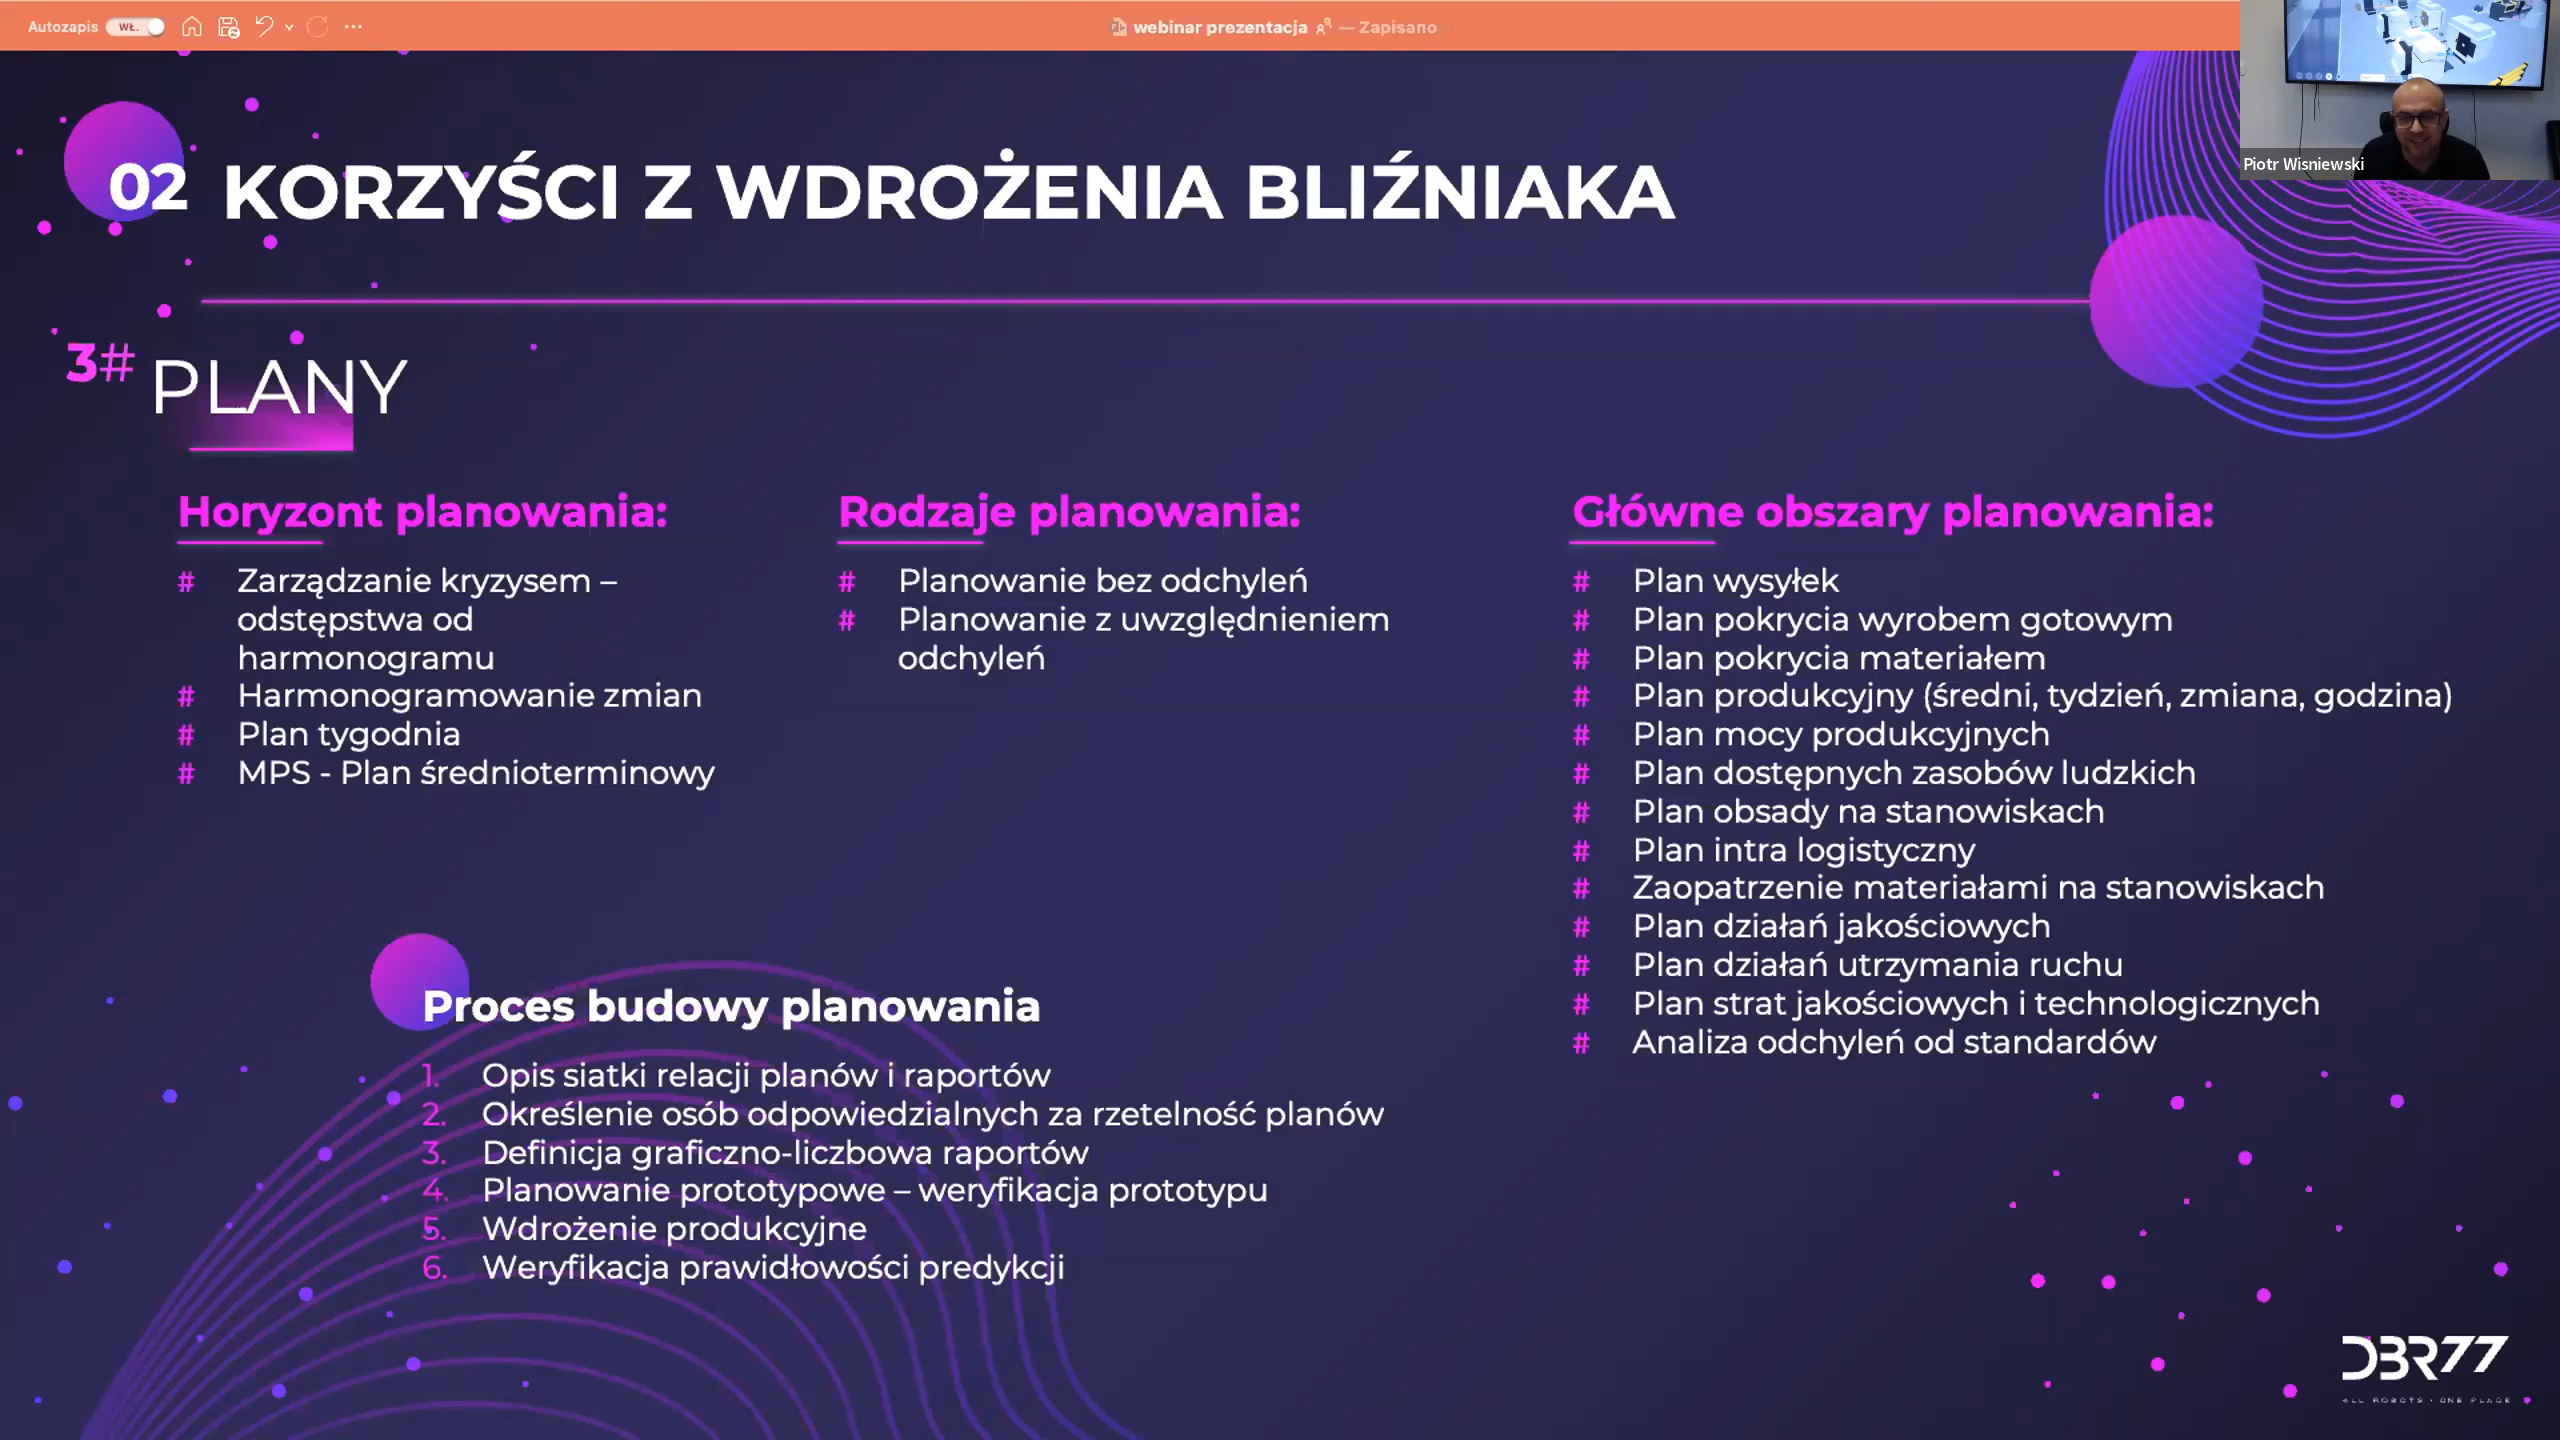 Autozapis
WŁ.
webinar prezentacja — Zapisano
Piotr Wisniewski
02 KORZYŚCI Z WDROŻENIA BLIŹNIAKA
3# PLANY
Horyzont planowania:
# Zarządzanie kryzysem –
odstępstwa od
harmonogramu
# Harmonogramowanie zmian
# Plan tygodnia
# MPS - Plan średnioterminowy
Rodzaje planowania:
# Planowanie bez odchyleń
# Planowanie z uwzględnieniem
odchyleń
Główne obszary planowania:
# Plan wysyłek
# Plan pokrycia wyrobem gotowym
# Plan pokrycia materiałem
# Plan produkcyjny (średni, tydzień, zmiana, godzina)
# Plan mocy produkcyjnych
# Plan dostępnych zasobów ludzkich
# Plan obsady na stanowiskach
# Plan intra logistyczny
# Zaopatrzenie materiałami na stanowiskach
# Plan działań jakościowych
# Plan działań utrzymania ruchu
# Plan strat jakościowych i technologicznych
# Analiza odchyleń od standardów
Proces budowy planowania
1. Opis siatki relacji planów i raportów
2. Określenie osób odpowiedzialnych za rzetelność planów
3. Definicja graficzno-liczbowa raportów
4. Planowanie prototypowe – weryfikacja prototypu
5. Wdrożenie produkcyjne
6. Weryfikacja prawidłowości predykcji
DBR77
ALL ROBOTS • ONE PLACE